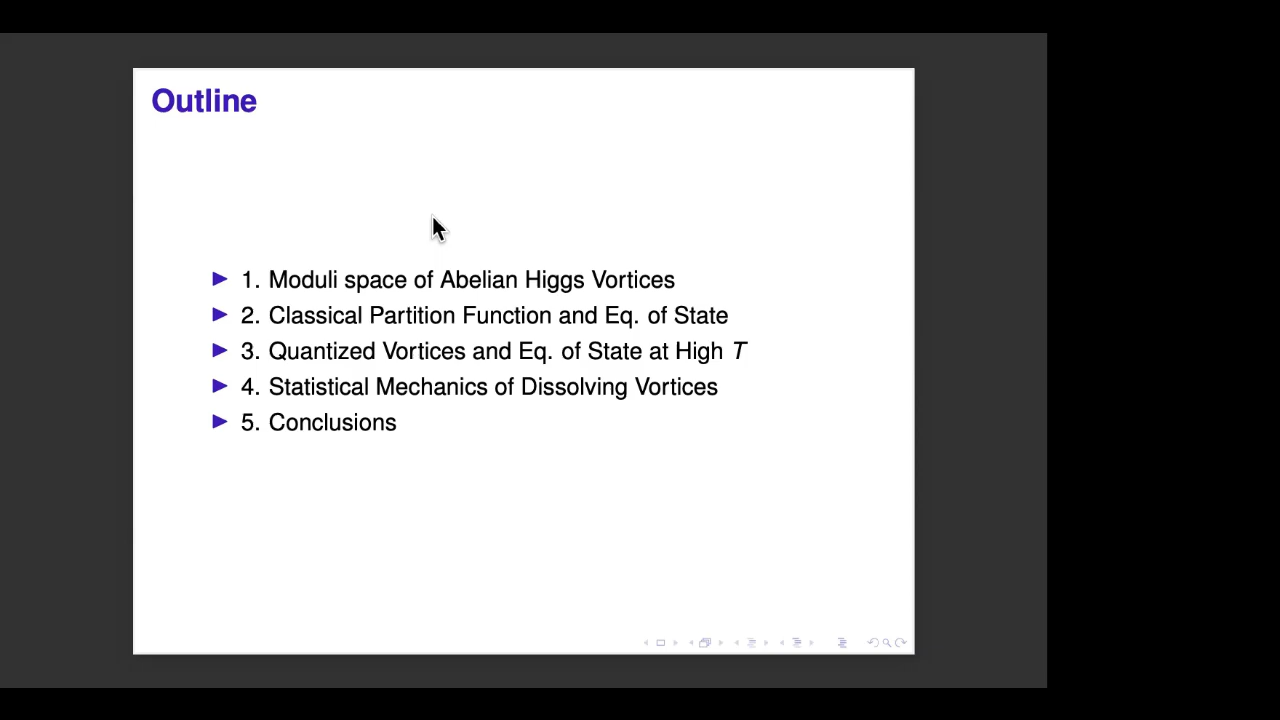 Outline
1. Moduli space of Abelian Higgs Vortices
2. Classical Partition Function and Eq. of State
3. Quantized Vortices and Eq. of State at High T
4. Statistical Mechanics of Dissolving Vortices
5. Conclusions